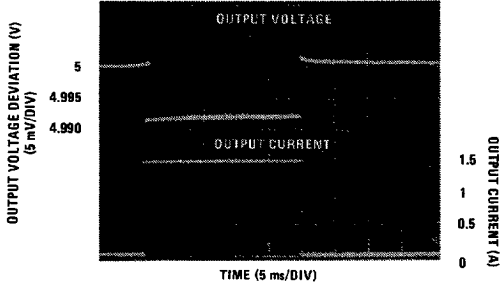 OUTPUT VOLTAGE
OUTPUT VOLTAGE DEVIATION (V)
(5 mV/DIV)
5
4.995
4.990
OUTPUT CURRENT
1.5
1
0.5
0
OUTPUT CURRENT (A)
TIME (5 ms/DIV)